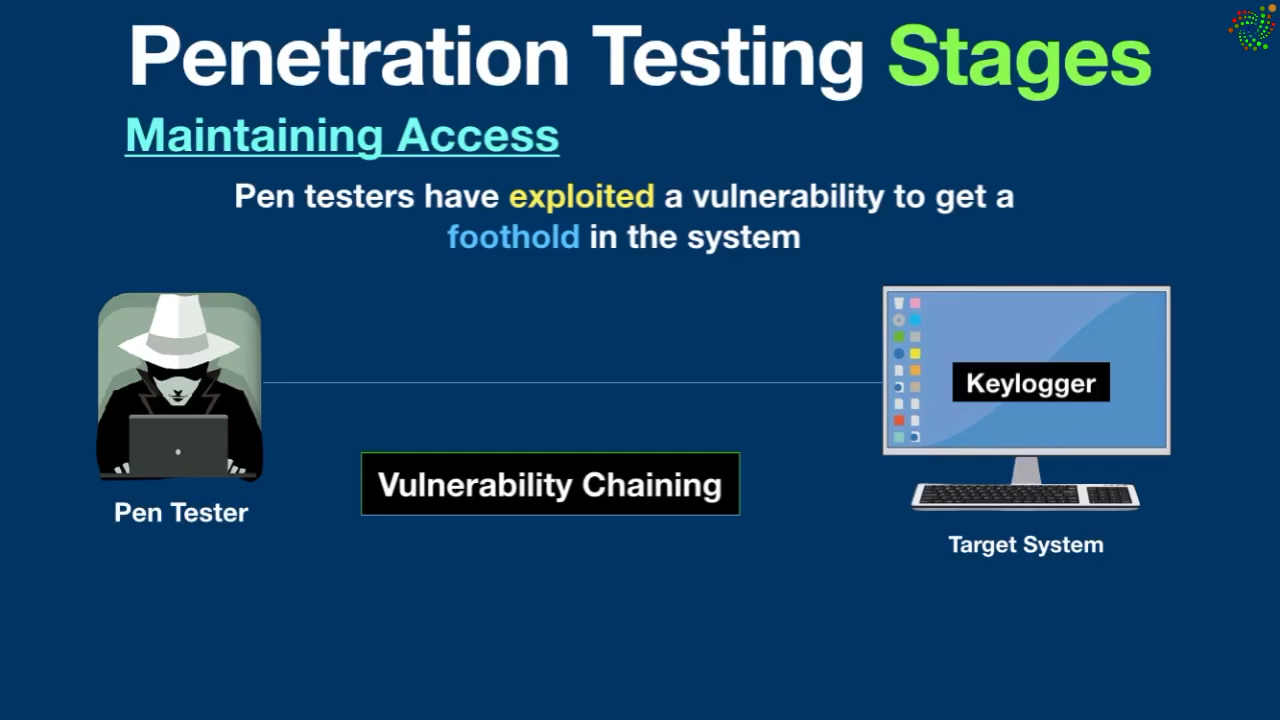 Penetration Testing Stages
Maintaining Access
Pen testers have exploited a vulnerability to get a
foothold in the system
Keylogger
Vulnerability Chaining
Pen Tester
Target System